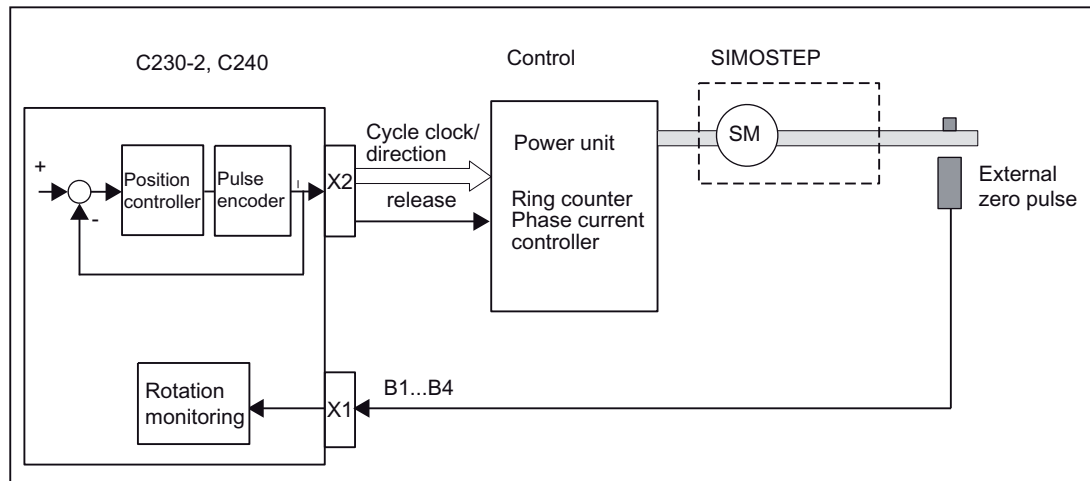 C230-2, C240
Control
SIMOSTEP
+
-
Position
controller
Pulse
encoder
X2
Cycle clock/
direction
release
Power unit
Ring counter
Phase current
controller
SM
External
zero pulse
Rotation
monitoring
X1
B1...B4